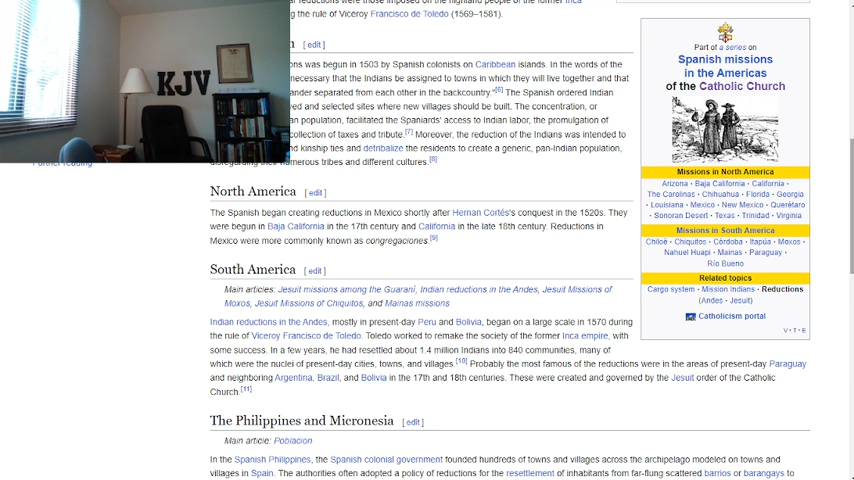 lar reductions were those imposed on the highland people of the former Inca
ng the rule of Viceroy Francisco de Toledo (1569–1581).
[ edit ]
ons was begun in 1503 by Spanish colonists on Caribbean islands. In the words of the
necessary that the Indians be assigned to towns in which they will live together and that
ander separated from each other in the backcountry."[6] The Spanish ordered Indian
ved and selected sites where new villages should be built. The concentration, or
an population, facilitated the Spaniards' access to Indian labor, the promulgation of
collection of taxes and tribute.[7] Moreover, the reduction of the Indians was intended to
nd kinship ties and detribalize the residents to create a generic, pan-Indian population,
disregarding their numerous tribes and different cultures.[8]
KJV
Further reading
North America [ edit ]
The Spanish began creating reductions in Mexico shortly after Hernan Cortés's conquest in the 1520s. They
were begun in Baja California in the 17th century and California in the late 18th century. Reductions in
Mexico were more commonly known as congregaciones.[9]
South America [ edit ]
Main articles: Jesuit missions among the Guaraní, Indian reductions in the Andes, Jesuit Missions of
Moxos, Jesuit Missions of Chiquitos, and Mainas missions
Indian reductions in the Andes, mostly in present-day Peru and Bolivia, began on a large scale in 1570 during
the rule of Viceroy Francisco de Toledo. Toledo worked to remake the society of the former Inca empire, with
some success. In a few years, he had resettled about 1.4 million Indians into 840 communities, many of
which were the nuclei of present-day cities, towns, and villages.[10] Probably the most famous of the reductions were in the areas of present-day Paraguay
and neighboring Argentina, Brazil, and Bolivia in the 17th and 18th centuries. These were created and governed by the Jesuit order of the Catholic
Church.[11]
The Philippines and Micronesia [ edit ]
Main article: Poblacion
In the Spanish Philippines, the Spanish colonial government founded hundreds of towns and villages across the archipelago modeled on towns and
villages in Spain. The authorities often adopted a policy of reductions for the resettlement of inhabitants from far-flung scattered barrios or barangays to
Part of a series on
Spanish missions
in the Americas
of the Catholic Church
Missions in North America
Arizona · Baja California · California ·
The Carolinas · Chihuahua · Florida · Georgia
· Louisiana · Mexico · New Mexico · Querétaro
· Sonoran Desert · Texas · Trinidad · Virginia
Missions in South America
Chiloé · Chiquitos · Córdoba · Itapúa · Moxos ·
Nahuel Huapi · Mainas · Paraguay ·
Río Bueno
Related topics
Cargo system · Mission Indians · Reductions
(Andes · Jesuit)
Catholicism portal
V · T · E